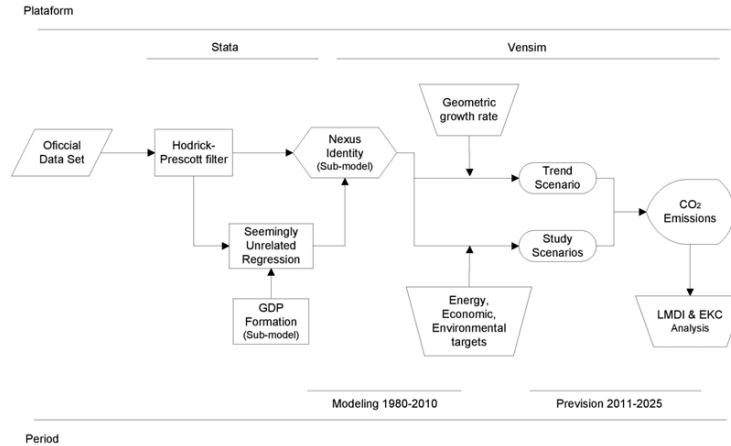 Plataform
Stata
Vensim
Geometric
growth rate
Oficcial
Data Set
Hodrick-
Prescott filter
Nexus
Identity
(Sub-model)
Trend
Scenario
CO₂
Emissions
Seemingly
Unrelated
Regression
Study
Scenarios
GDP
Formation
(Sub-model)
Energy,
Economic,
Environmental
targets
LMDI & EKC
Analysis
Modeling 1980-2010
Prevision 2011-2025
Period